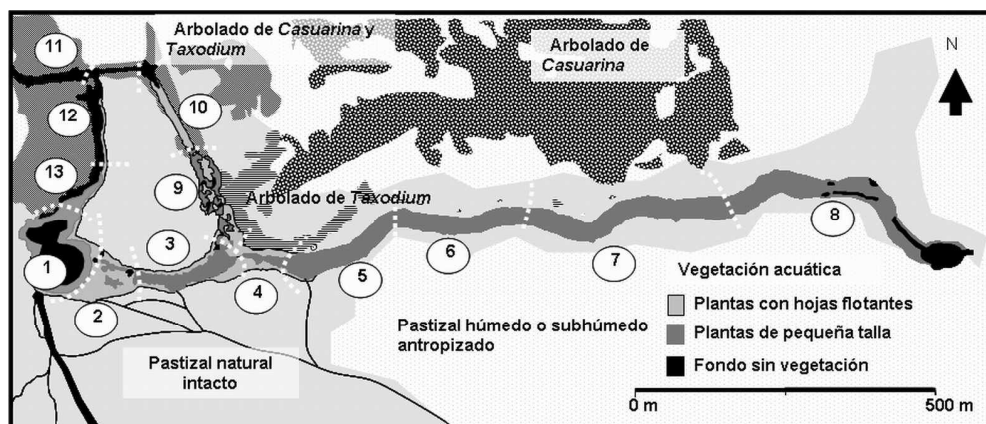 Arbolado de Casuarina y
Taxodium
Arbolado de
Casuarina
N
11
12
10
13
9
Arbolado de Taxodium
3
8
1
6
7
5
4
2
Vegetación acuática
Plantas con hojas flotantes
Plantas de pequeña talla
Fondo sin vegetación
Pastizal húmedo o subhúmedo
antropizado
Pastizal natural
intacto
0 m
500 m